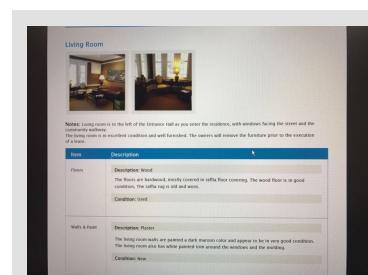 Living Room
Notes: Living room is to the left of the Entrance Hall as you enter the residence, with windows facing the street and the
community walkway.
The living room is in excellent condition and well furnished. The owners will remove the furniture prior to the execution
of a lease.
Item Description
Floors Description: Wood
The floors are hardwood, mostly covered in raffia floor covering. The wood floor is in good
condition, The raffia rug is old and worn.
Condition: Used
Walls & Paint Description: Plaster
The living room walls are painted a dark maroon color and appear to be in very good condition.
The living room also has white painted trim around the windows and the molding.
Condition: New